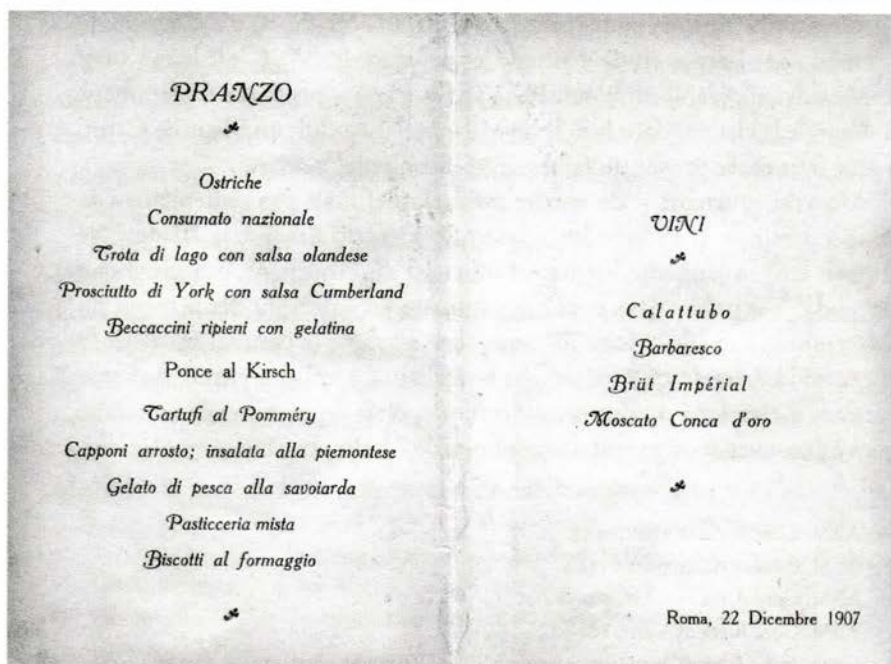 PRANZO
Ostriche
Consumato nazionale
Trota di lago con salsa olandese
Prosciutto di York con salsa Cumberland
Beccaccini ripieni con gelatina
Ponce al Kirsch
Tartufi al Pomméry
Capponi arrosto; insalata alla piemontese
Gelato di pesca alla savoiarda
Pasticceria mista
Biscotti al formaggio
VINI
Calattubo
Barbaresco
Brüt Impérial
Moscato Conca d'oro
Roma, 22 Dicembre 1907